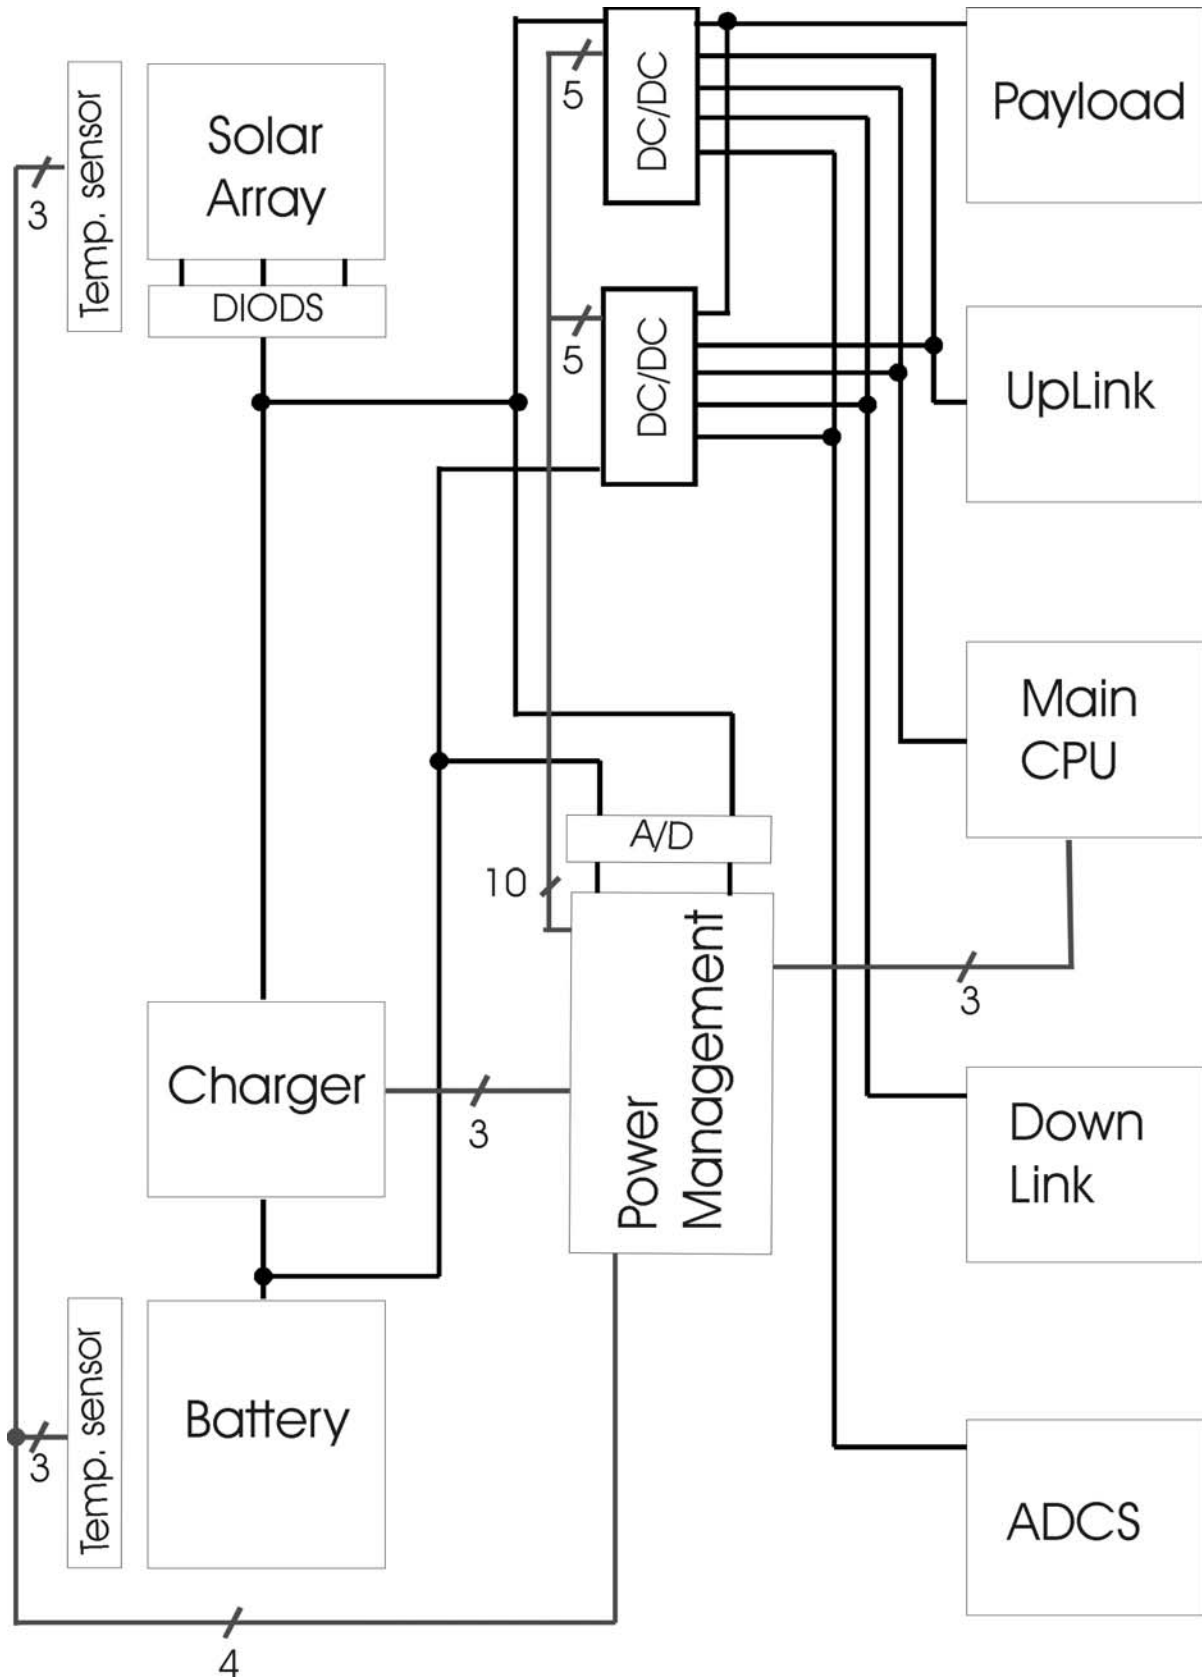 DC/DC
5
Payload
Temp. sensor
Solar
Array
3
DIODS
DC/DC
5
UpLink
Main
CPU
A/D
10
Power
Management
3
Charger
3
Down
Link
Temp. sensor
Battery
3
ADCS
4